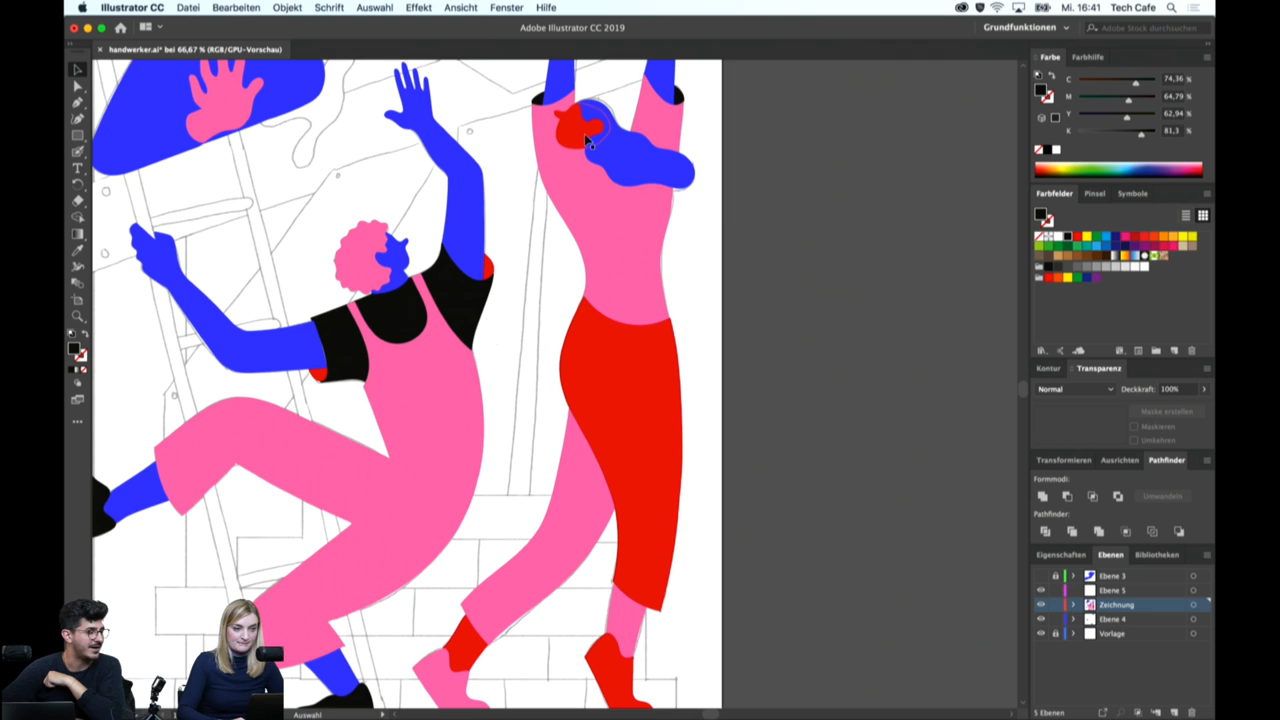 Illustrator CC Datei Bearbeiten Objekt Schrift Auswahl Effekt Ansicht Fenster Hilfe Mi. 16:41 Tech Cafe
Adobe Illustrator CC 2019 Grundfunktionen Adobe Stock durchsuchen
× handwerker.ai* bei 66,67 % (RGB/GPU-Vorschau)
Farbe Farbhilfe
C 74,36 %
M 64,79 %
Y 62,94 %
K 81,3 %
Farbfelder Pinsel Symbole
Kontur Transparenz
Normal Deckkraft: 100%
Maske erstellen
Maskieren
Umkehren
Transformieren Ausrichten Pathfinder
Formmodi:
Umwandeln
Pathfinder:
Eigenschaften Ebenen Bibliotheken
Ebene 3
Ebene 5
Zeichnung
Ebene 4
Vorlage
5 Ebenen
Auswahl